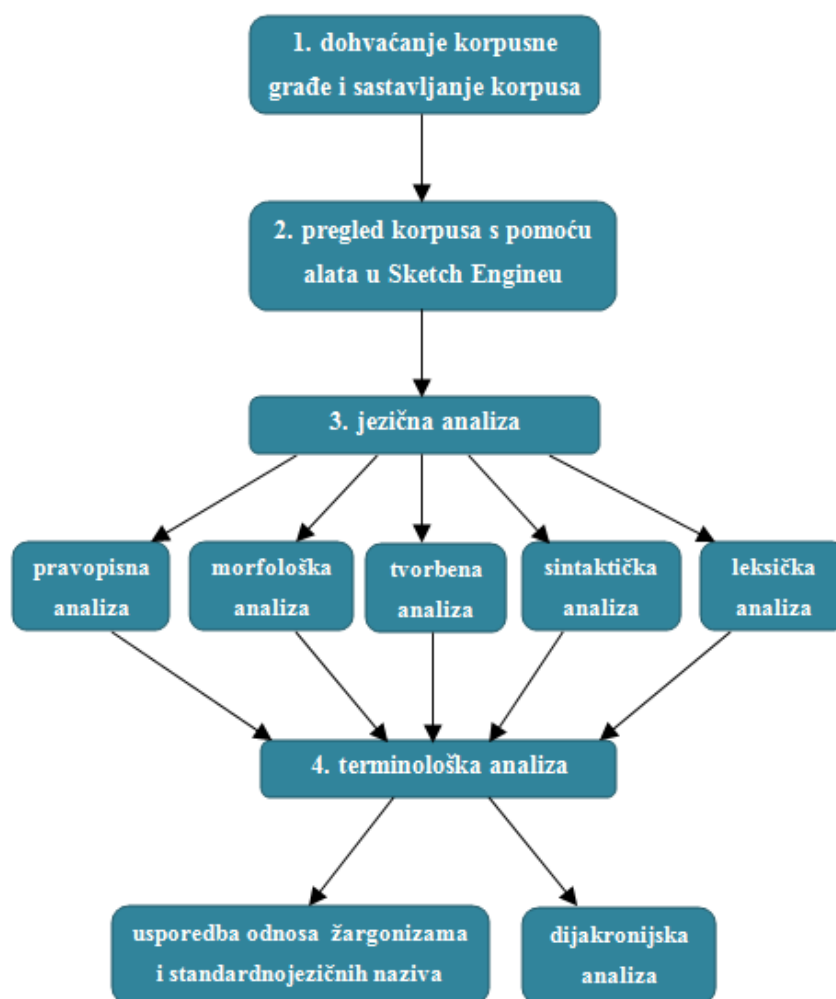 1. dohvaćanje korpusne
građe i sastavljanje korpusa
2. pregled korpusa s pomoću
alata u Sketch Engineu
3. jezična analiza
pravopisna
analiza
morfološka
analiza
tvorbena
analiza
sintaktička
analiza
leksička
analiza
4. terminološka analiza
usporedba odnosa žargonizama
i standardnojezičnih naziva
dijakronijska
analiza